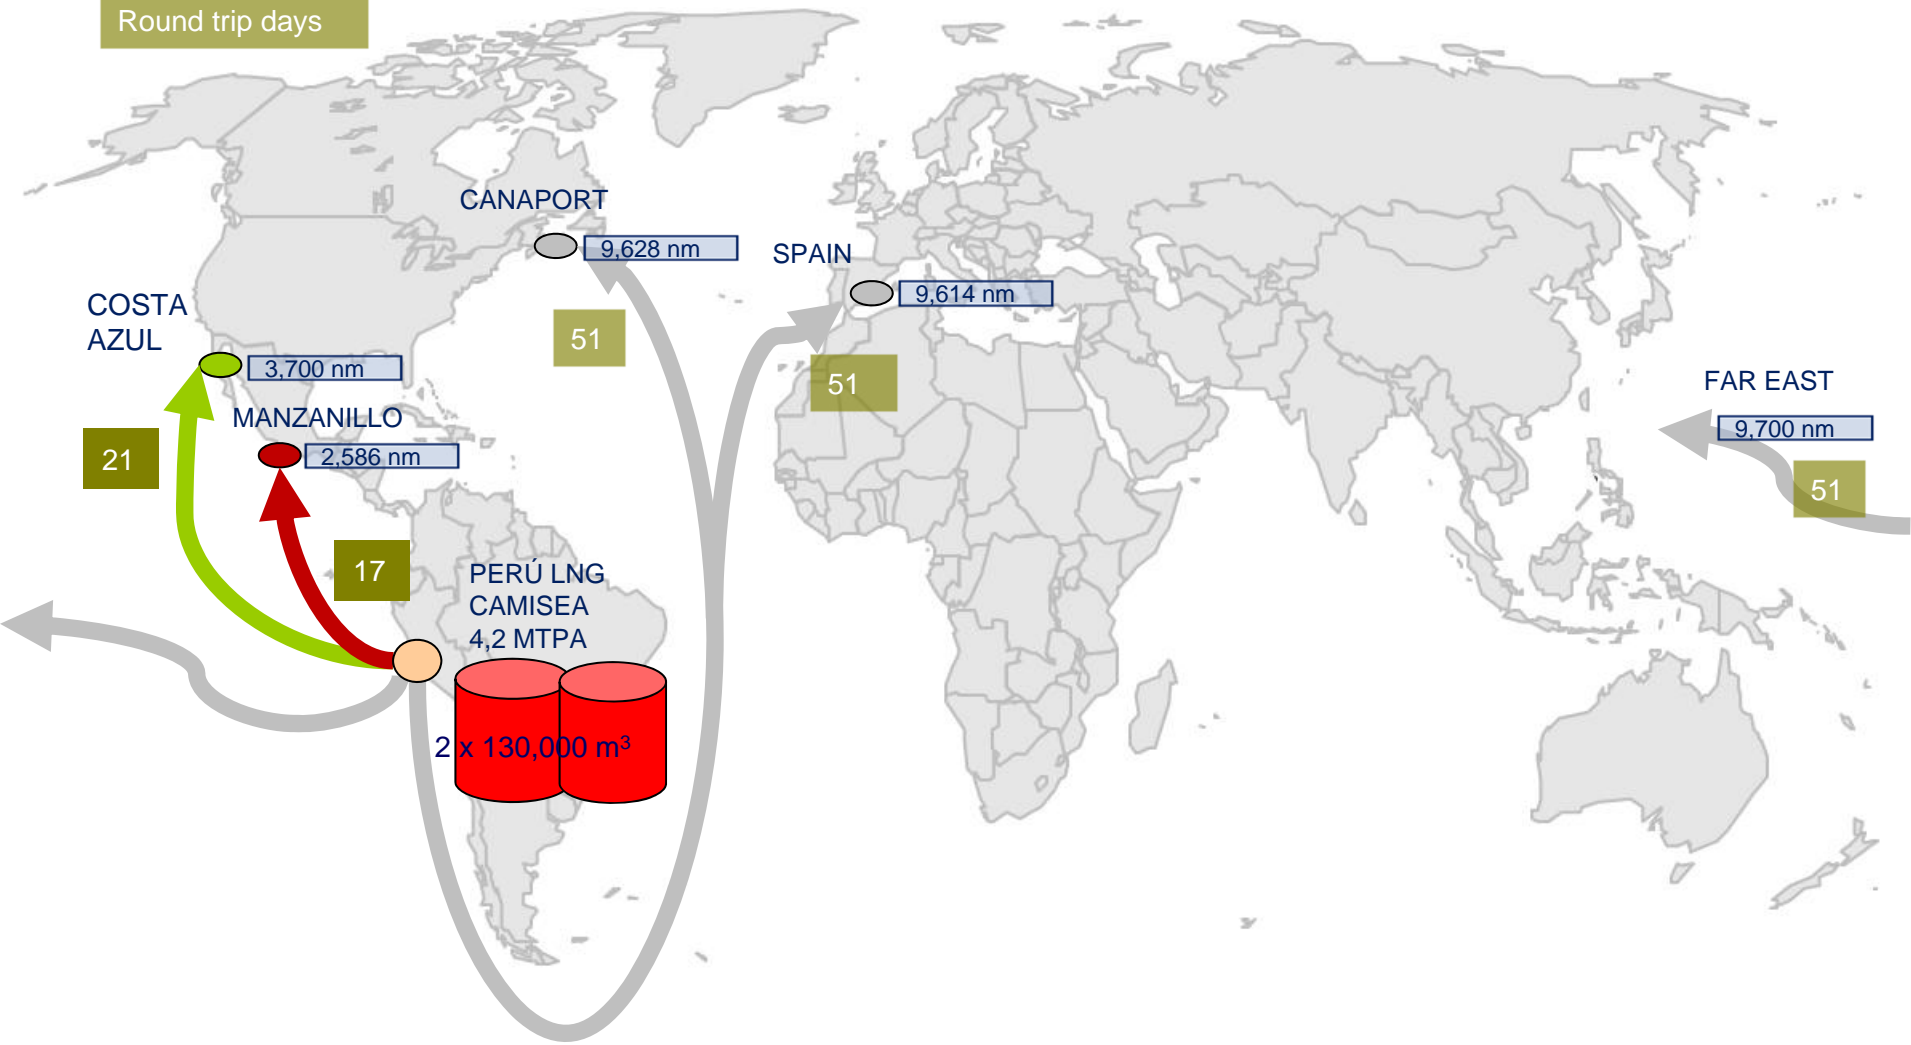 Round trip days
CANAPORT
9,628 nm
SPAIN
9,614 nm
COSTA
AZUL
3,700 nm
51
51
FAR EAST
9,700 nm
MANZANILLO
2,586 nm
21
51
17
PERÚ LNG
CAMISEA
4,2 MTPA
2 x 130,000 m³